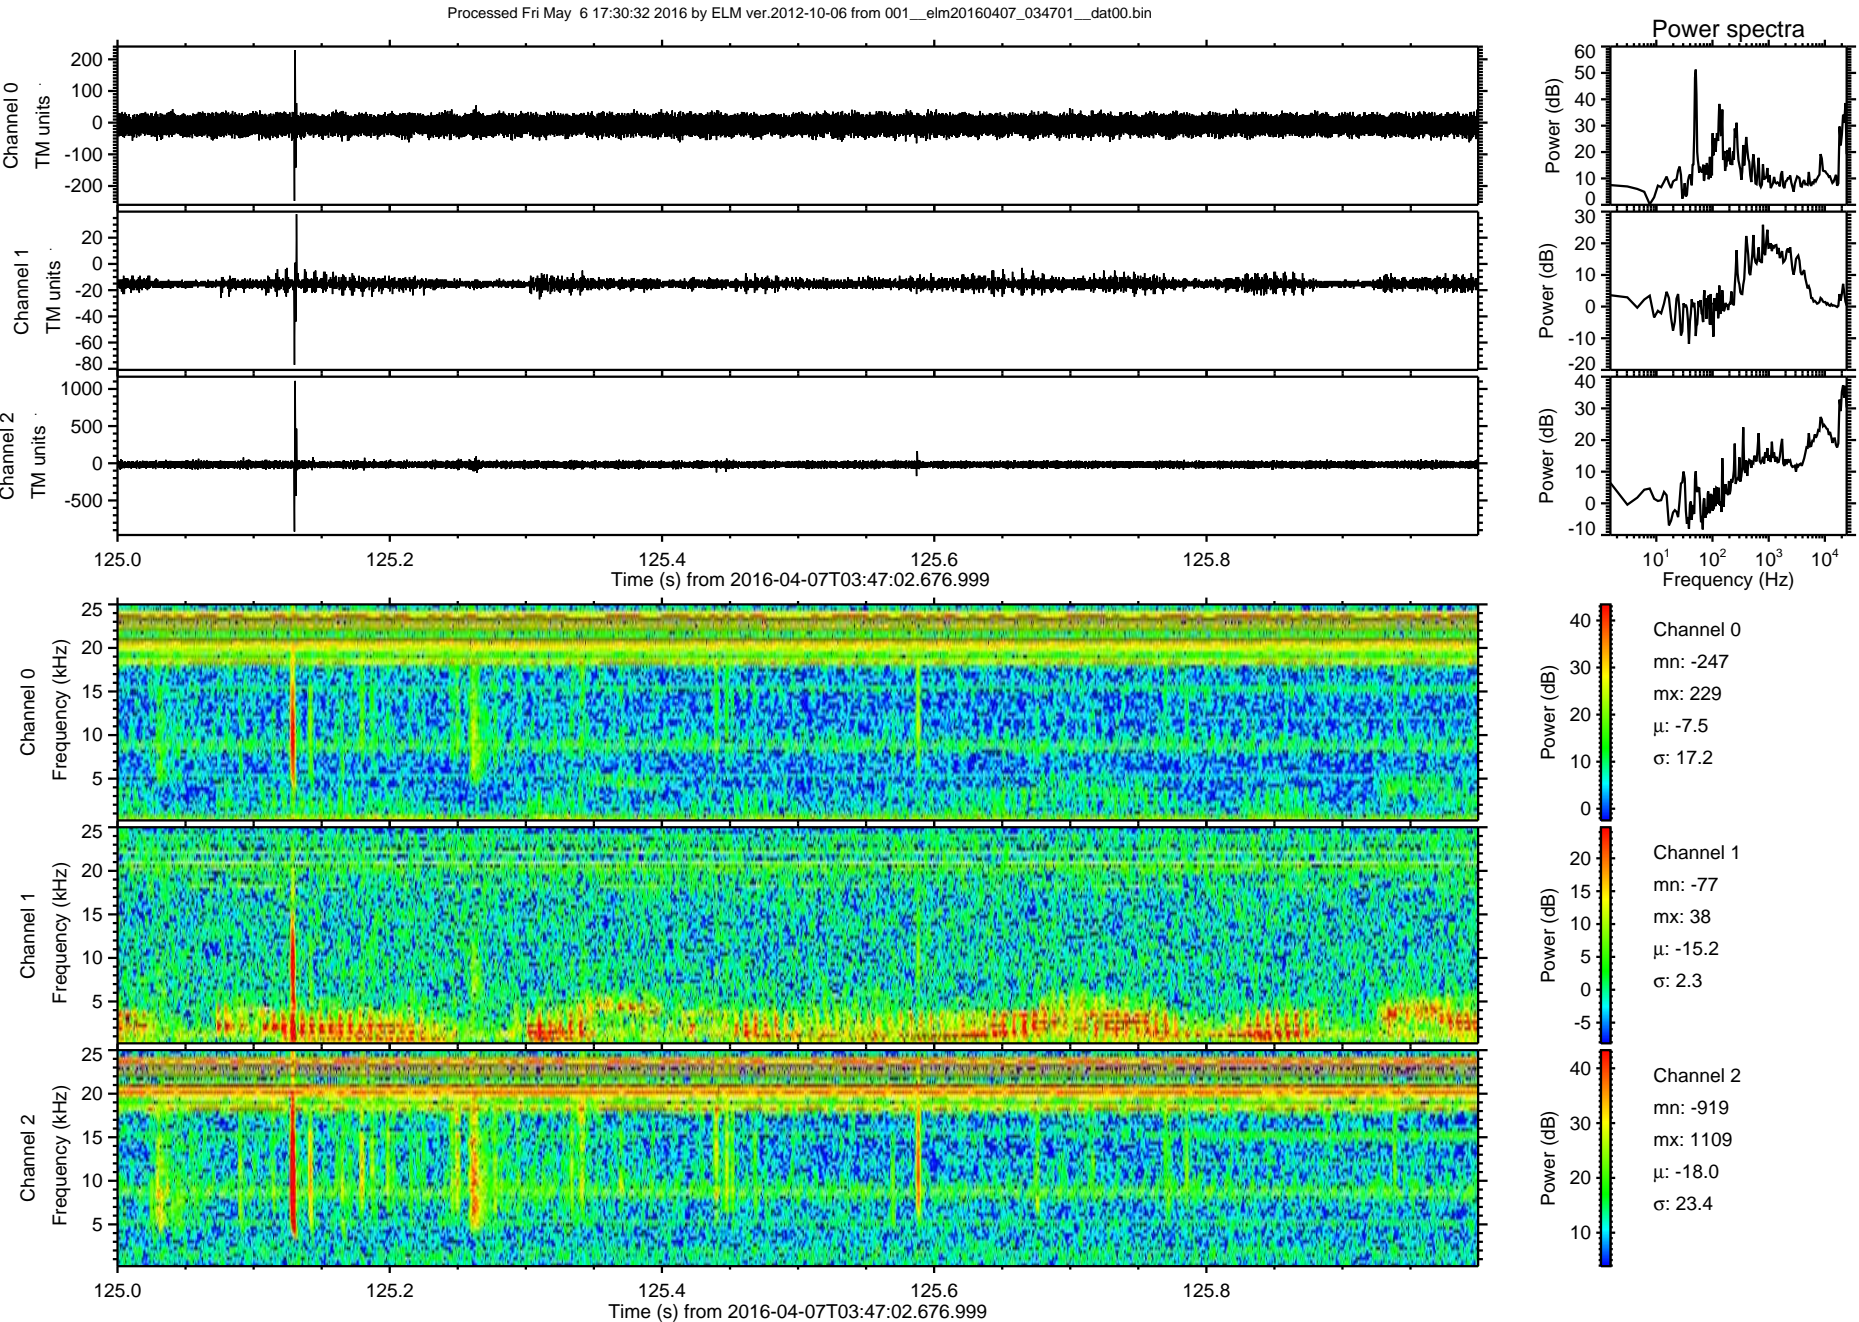 Processed Fri May  6 17:30:32 2016 by ELM ver.2012-10-06 from 001__elm20160407_034701__dat00.bin
Power spectra
Channel 0
TM units
200
100
0
-100
-200
Power (dB)
60
50
40
30
20
10
0
Channel 1
TM units
20
0
-20
-40
-60
-80
Power (dB)
30
20
10
0
-10
-20
Channel 2
TM units
1000
500
0
-500
Power (dB)
40
30
20
10
0
-10
125.0 125.2 125.4 125.6 125.8
Time (s) from 2016-04-07T03:47:02.676.999
10¹ 10² 10³ 10⁴
Frequency (Hz)
Channel 0
Frequency (kHz)
25
20
15
10
5
Power (dB)
40
30
20
10
0
Channel 0
mn: -247
mx: 229
µ: -7.5
σ: 17.2
Channel 1
Frequency (kHz)
25
20
15
10
5
Power (dB)
20
15
10
5
0
-5
Channel 1
mn: -77
mx: 38
µ: -15.2
σ: 2.3
Channel 2
Frequency (kHz)
25
20
15
10
5
Power (dB)
40
30
20
10
Channel 2
mn: -919
mx: 1109
µ: -18.0
σ: 23.4
125.0 125.2 125.4 125.6 125.8
Time (s) from 2016-04-07T03:47:02.676.999